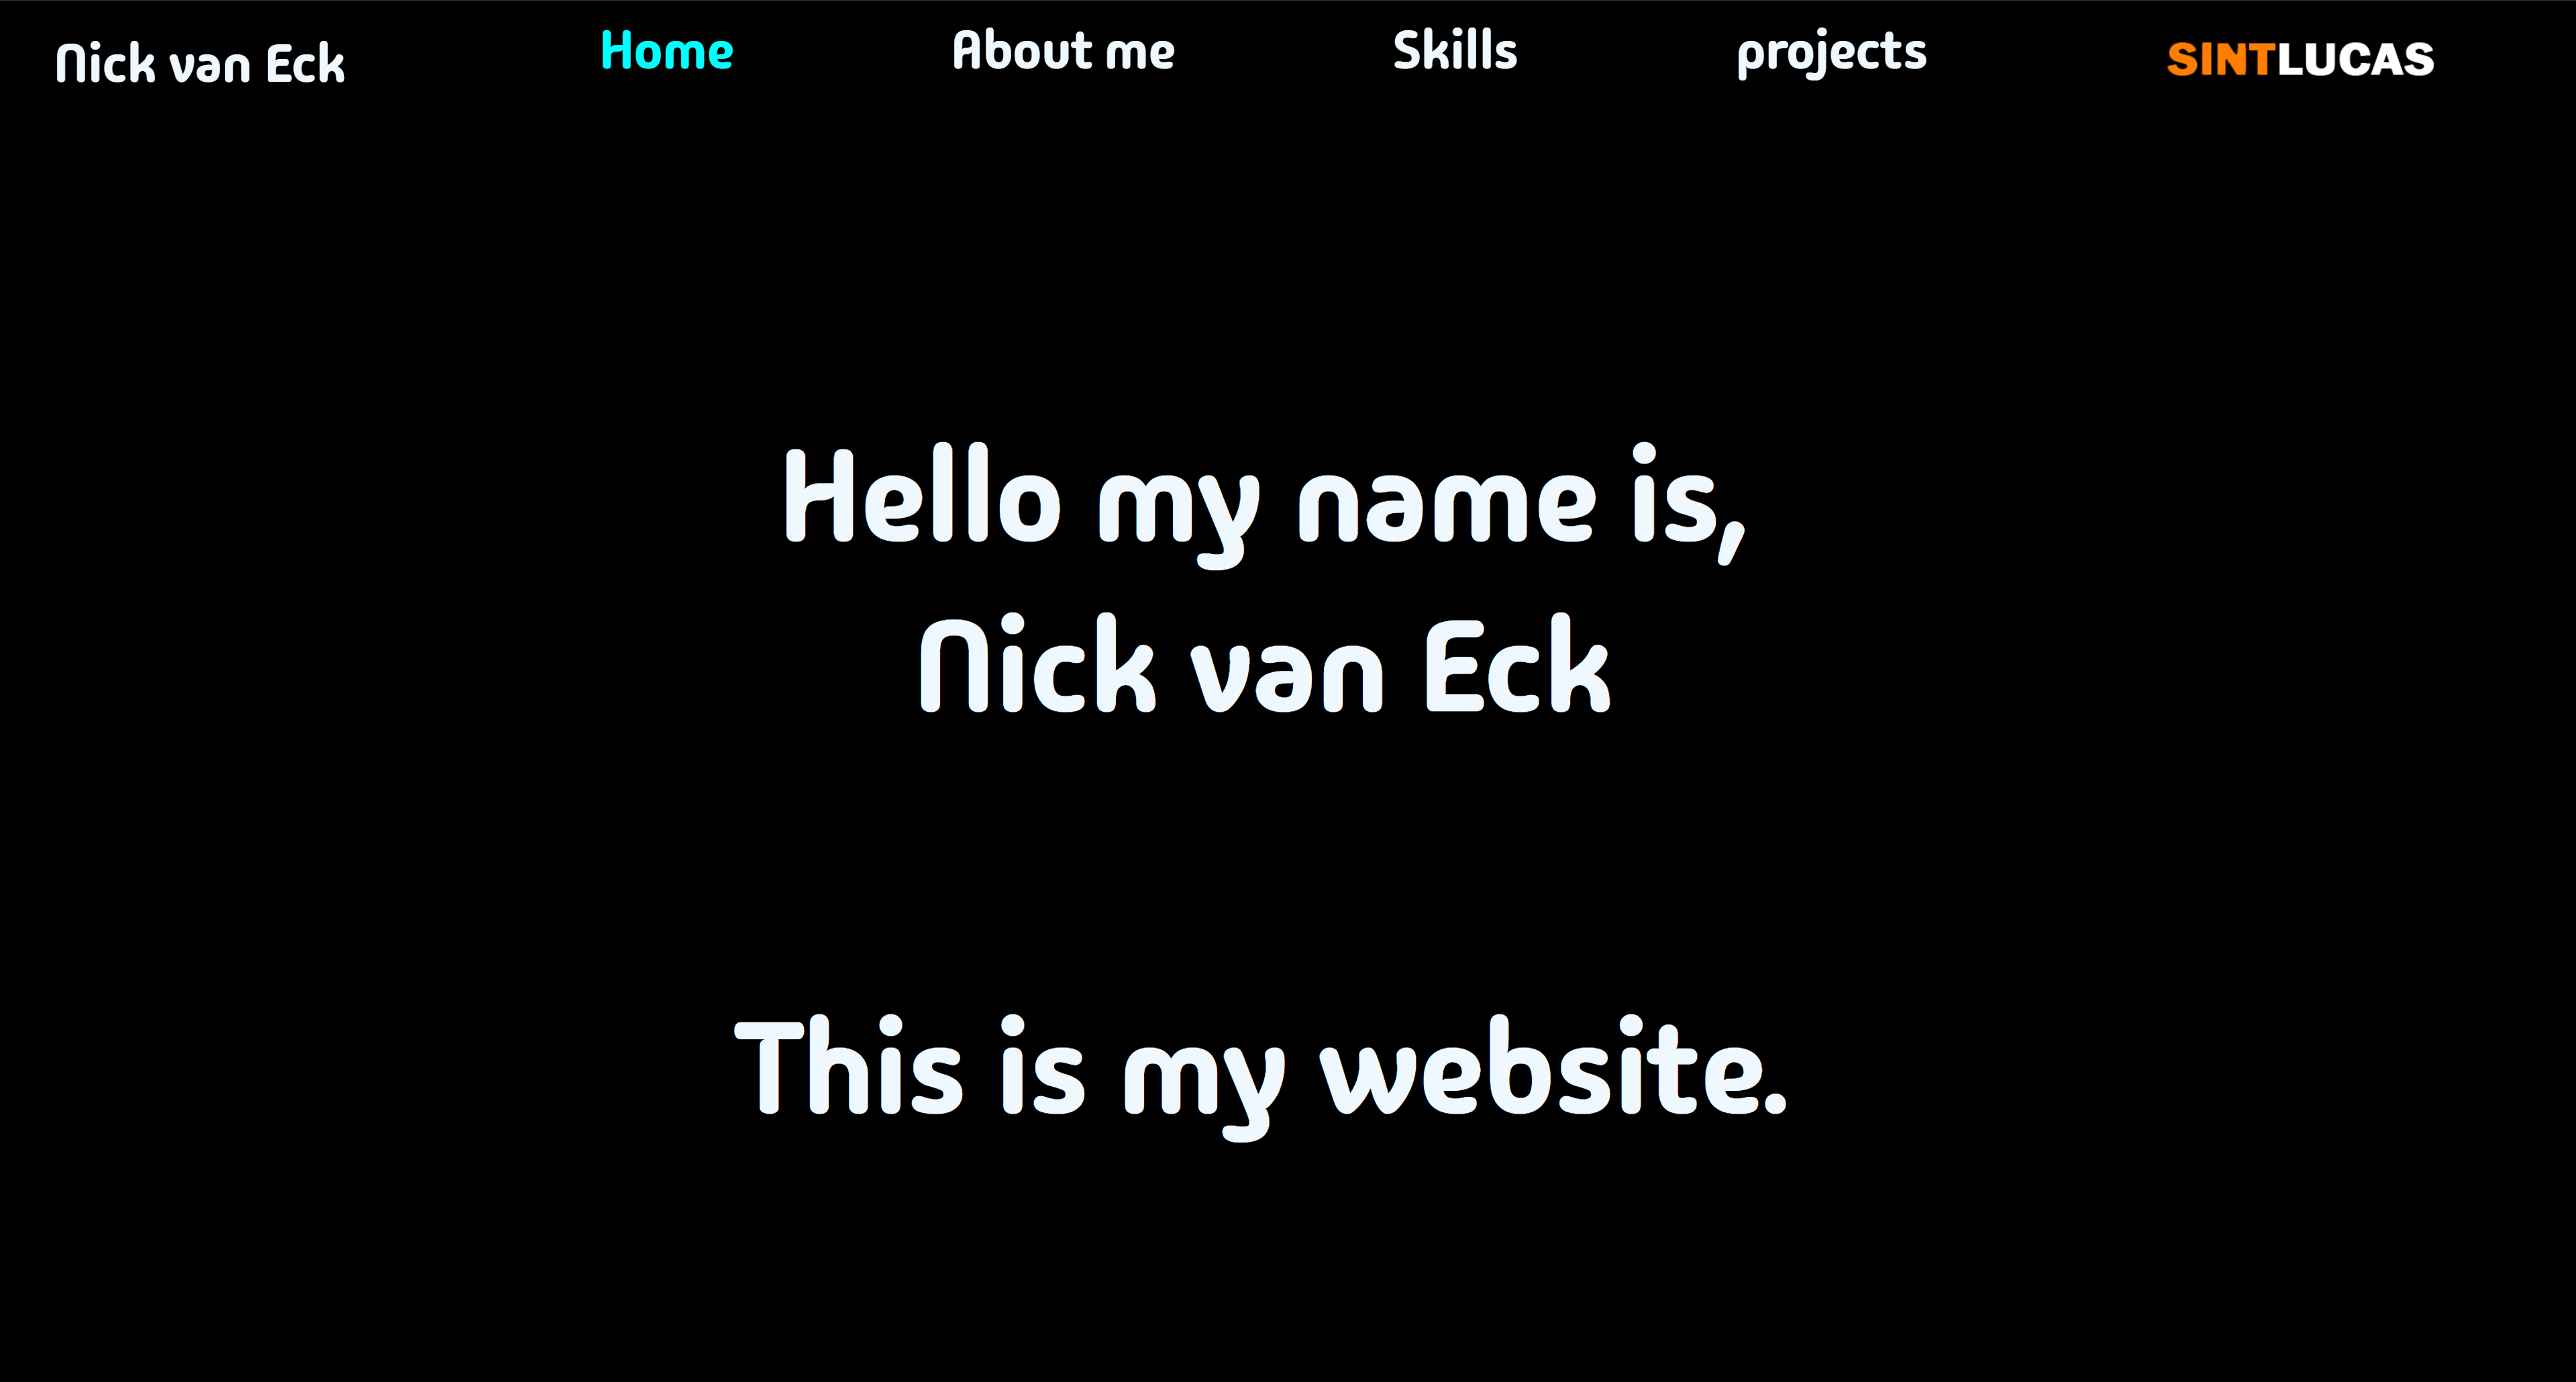 Nick van Eck
Home
About me
Skills
projects
SINTLUCAS
Hello my name is,
Nick van Eck
This is my website.